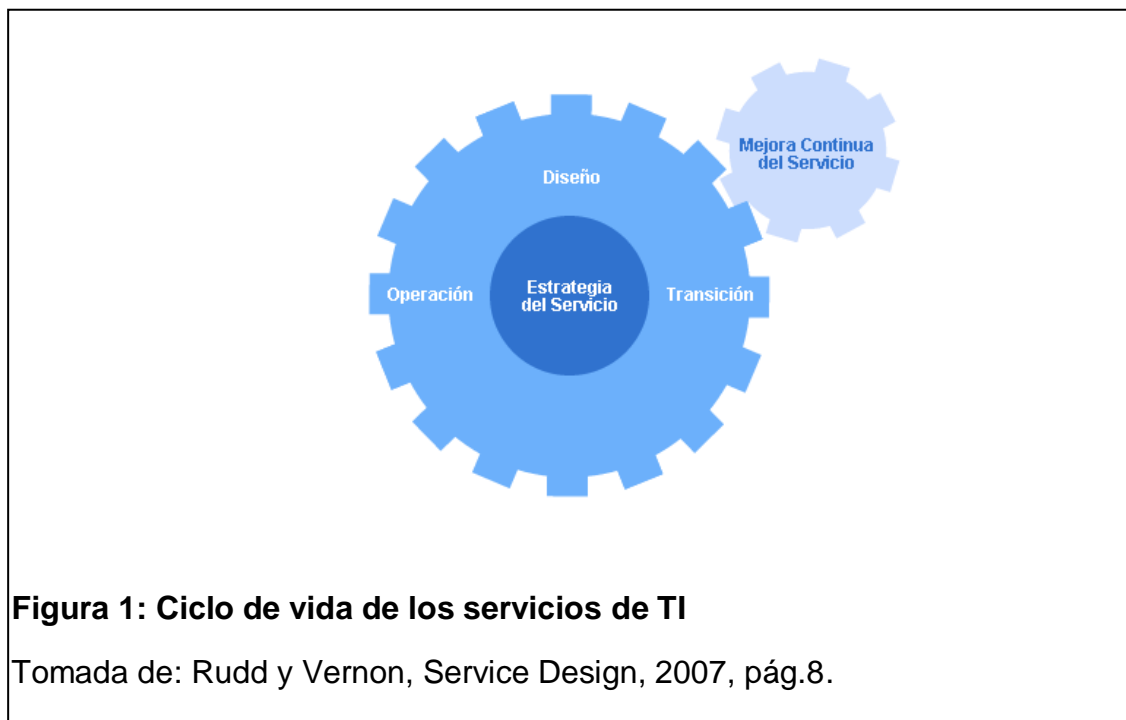 Mejora Continua
del Servicio
Diseño
Operación
Estrategia
del Servicio
Transición
Figura 1: Ciclo de vida de los servicios de TI
Tomada de: Rudd y Vernon, Service Design, 2007, pág.8.